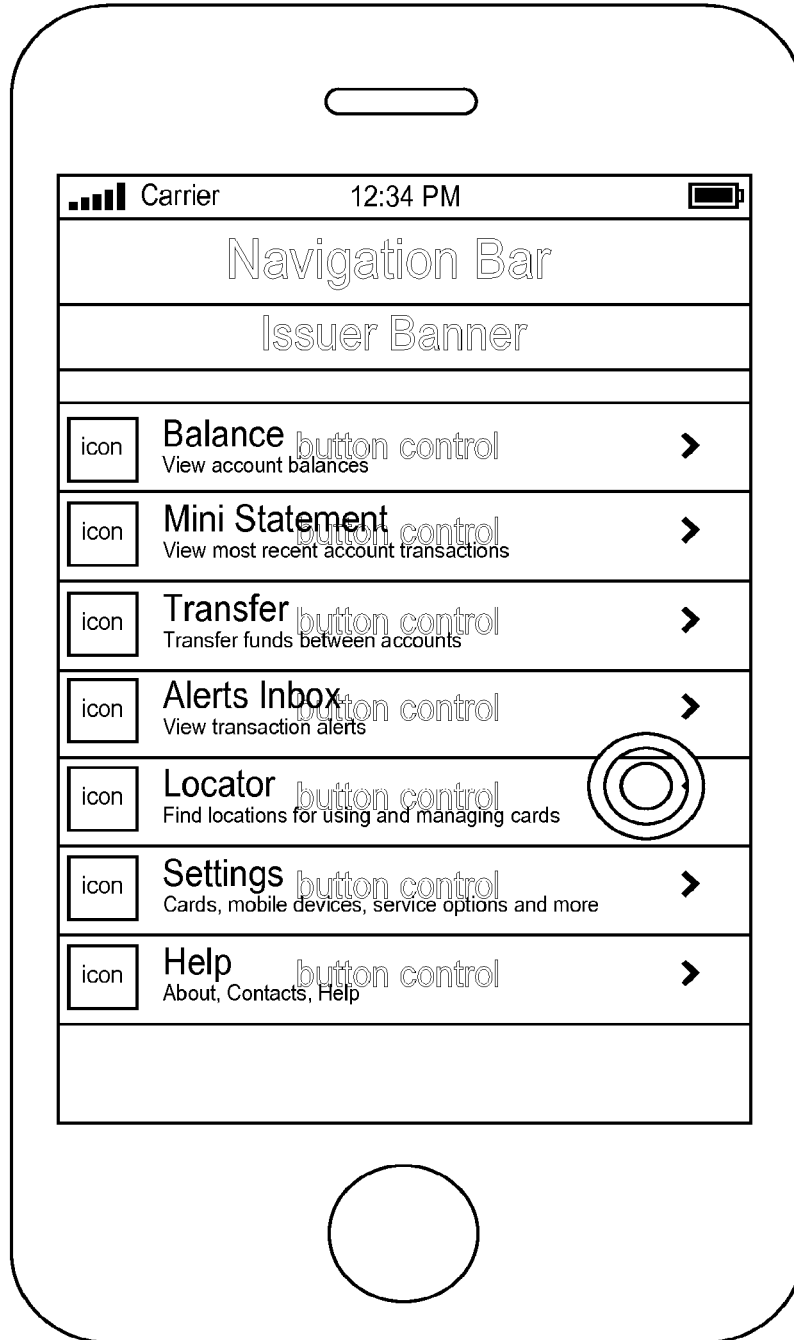 Carrier 12:34 PM
Navigation Bar
Issuer Banner
icon Balance button control
View account balances
icon Mini Statement button control
View most recent account transactions
icon Transfer button control
Transfer funds between accounts
icon Alerts Inbox button control
View transaction alerts
icon Locator button control
Find locations for using and managing cards
icon Settings button control
Cards, mobile devices, service options and more
icon Help button control
About, Contacts, Help